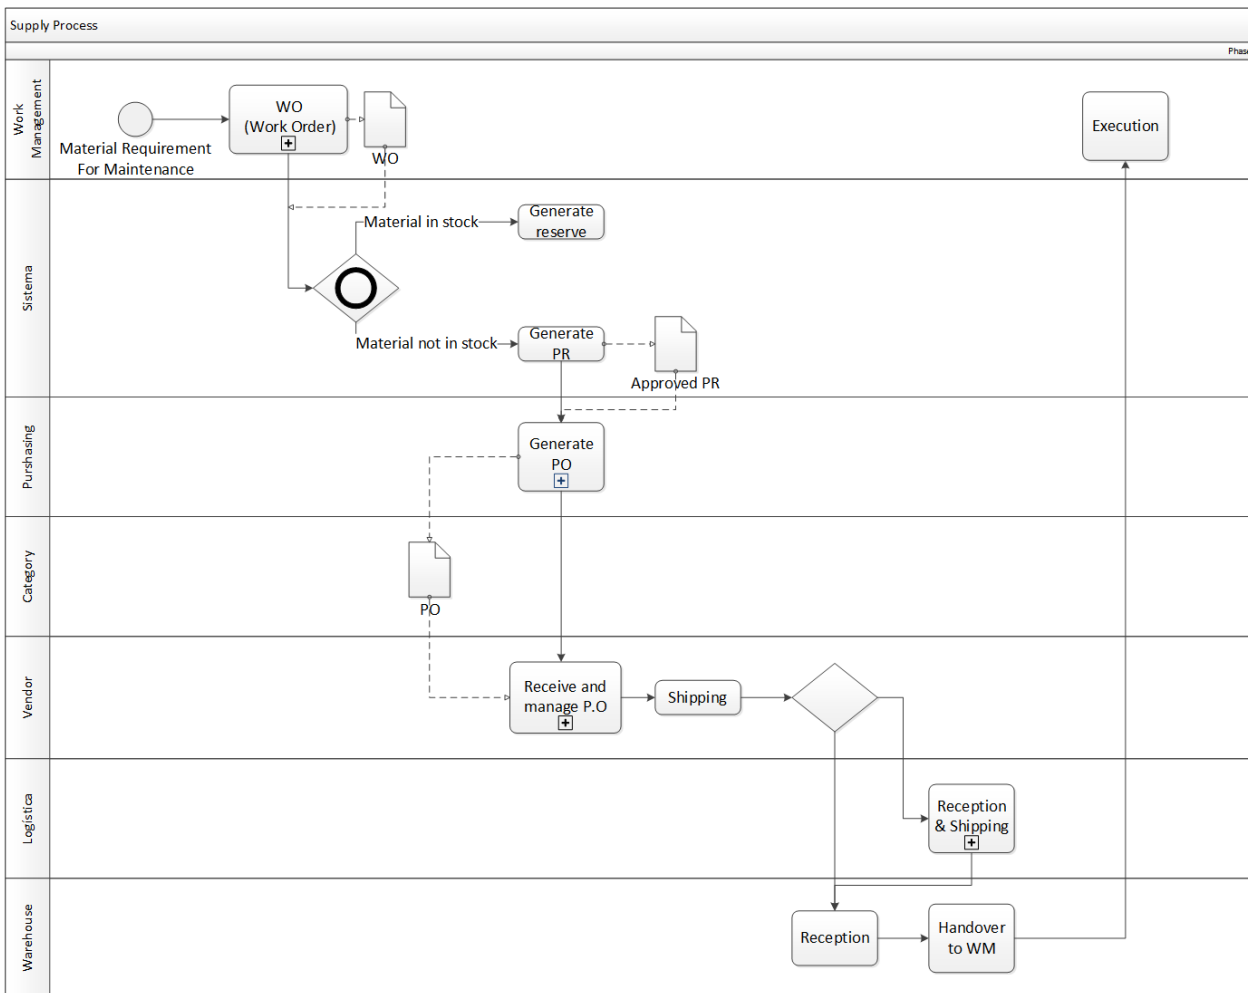 Supply Process
Phase
Work
Management
WO
(Work Order)
WO
Material Requirement
For Maintenance
Execution
Sistema
Material in stock
Generate
reserve
Material not in stock
Generate
PR
Approved PR
Purshasing
Generate
PO
Category
PO
Vendor
Receive and
manage P.O
Shipping
Logistica
Reception
& Shipping
Warehouse
Reception
Handover
to WM